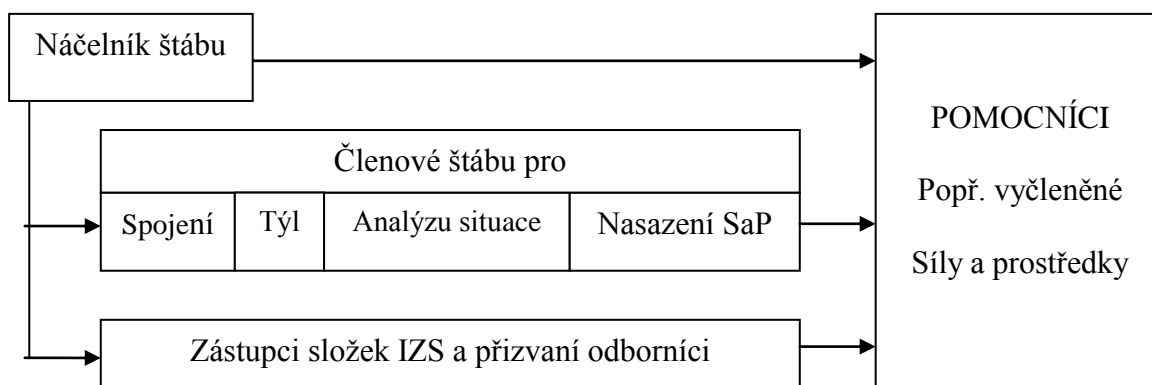 Náčelník štábu
POMOCNÍCI
Popř. vyčleněné
Síly a prostředky
Členové štábu pro
Spojení
Týl
Analýzu situace
Nasazení SaP
Zástupci složek IZS a přizvaní odborníci